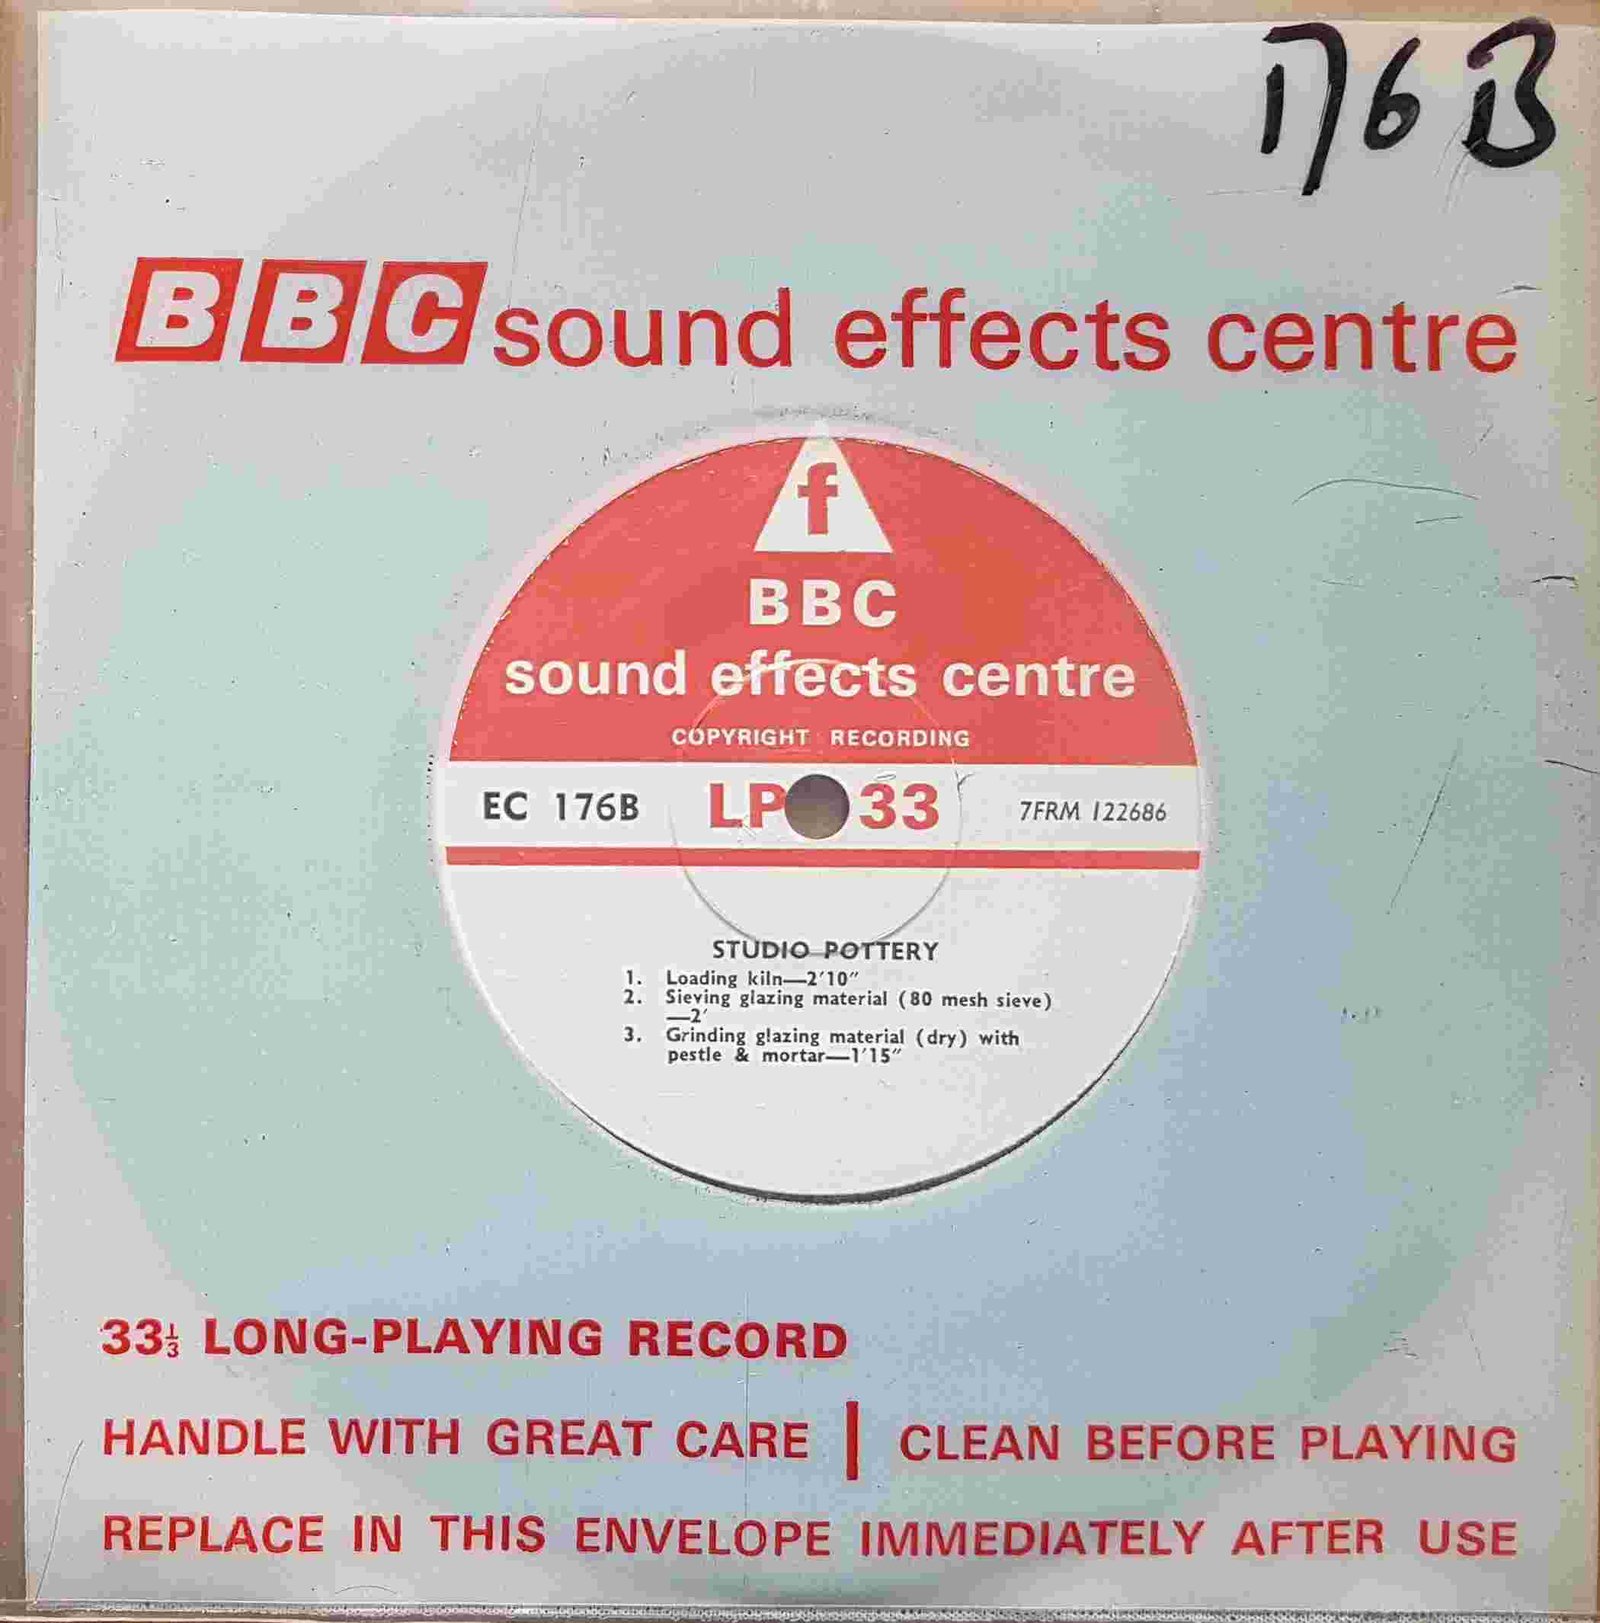 176B
BBC sound effects centre
f
BBC
sound effects centre
COPYRIGHT RECORDING
EC 176B LP 33 7FRM 122686
STUDIO POTTERY
1. Loading kiln—2'10"
2. Sieving glazing material (80 mesh sieve)
—2'
3. Grinding glazing material (dry) with
pestle & mortar—1'15"
33⅓ LONG-PLAYING RECORD
HANDLE WITH GREAT CARE | CLEAN BEFORE PLAYING
REPLACE IN THIS ENVELOPE IMMEDIATELY AFTER USE